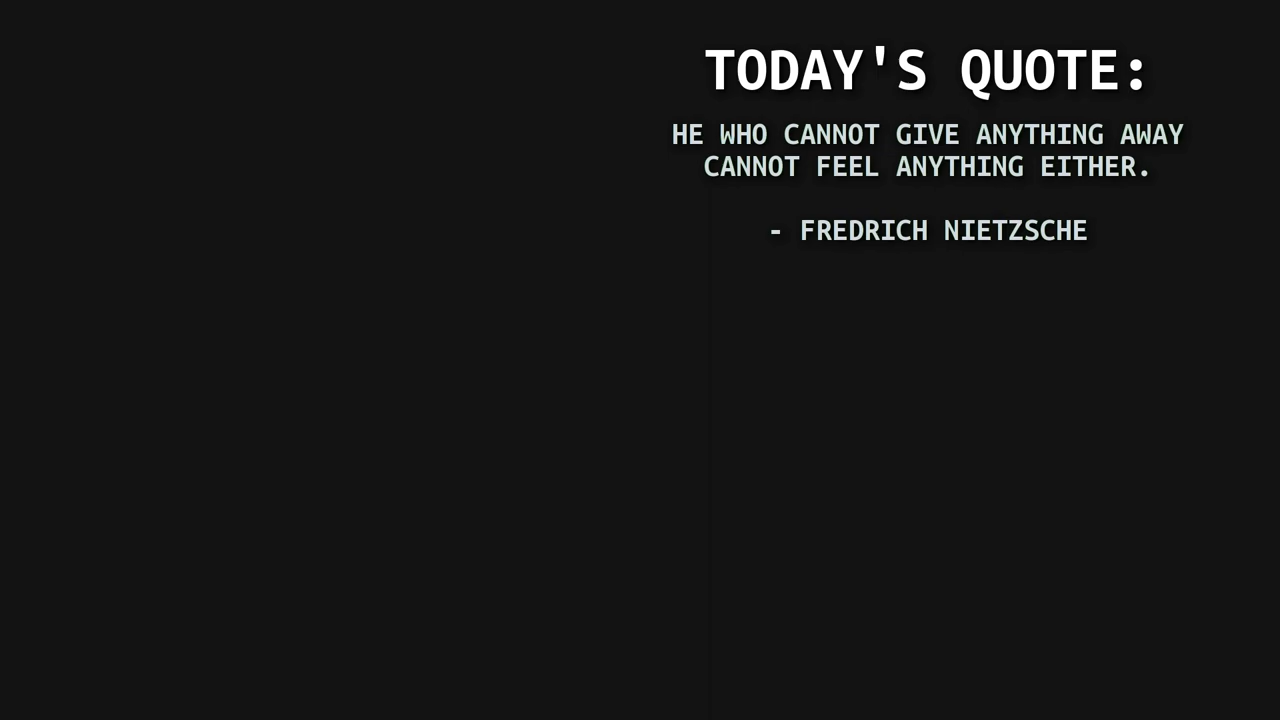 TODAY'S QUOTE:
HE WHO CANNOT GIVE ANYTHING AWAY
CANNOT FEEL ANYTHING EITHER.
- FREDRICH NIETZSCHE